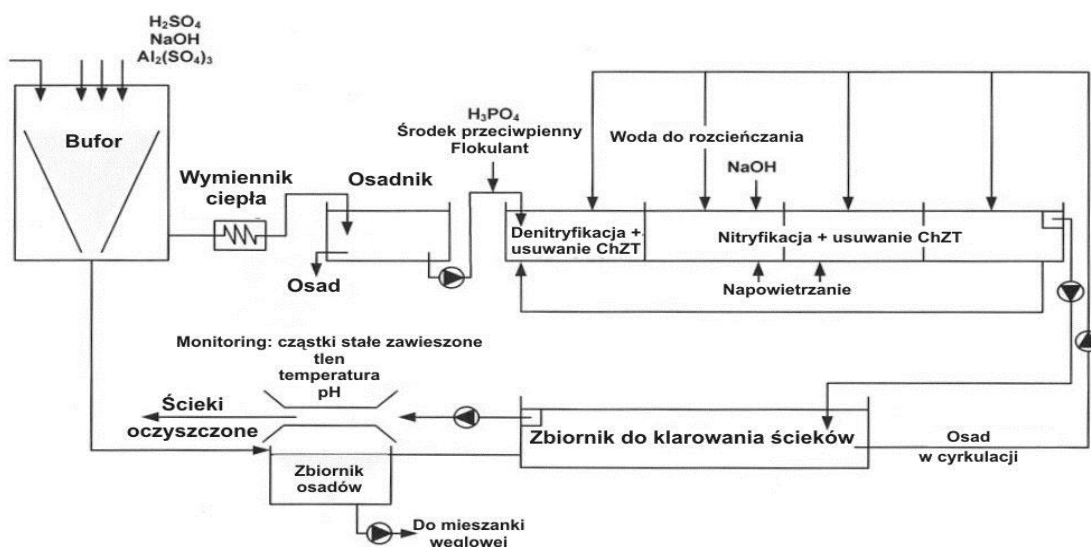 H₂SO₄
NaOH
Al₂(SO₄)₃
Bufor
Wymiennik
ciepła
Osadnik
Osad
H₃PO₄
Środek przeciwpienny
Flokulant
Woda do rozcieńczania
NaOH
Denitryfikacja +
usuwanie ChZT
Nitryfikacja + usuwanie ChZT
Napowietrzanie
Monitoring: cząstki stałe zawieszone
tlen
temperatura
pH
Ścieki
oczyszczone
Zbiornik do klarowania ścieków
Osad
w cyrkulacji
Zbiornik
osadów
Do mieszanki
węglowej